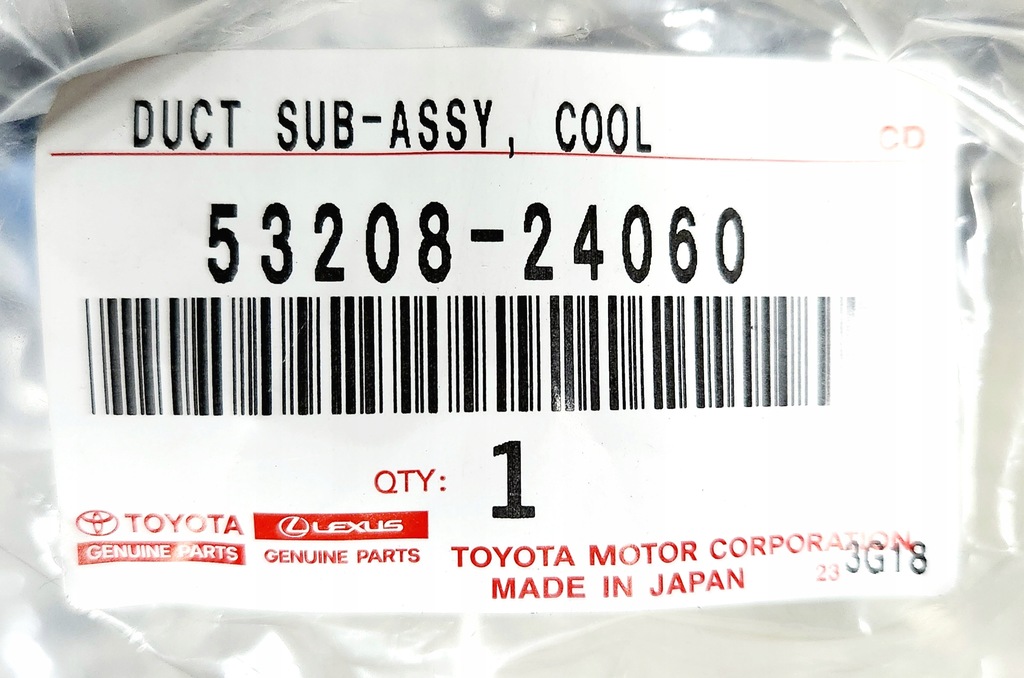 DUCT SUB-ASSY, COOL
CD
53208-24060
QTY: 1
TOYOTA
GENUINE PARTS
LEXUS
GENUINE PARTS
TOYOTA MOTOR CORPORATION
MADE IN JAPAN
23 3G18